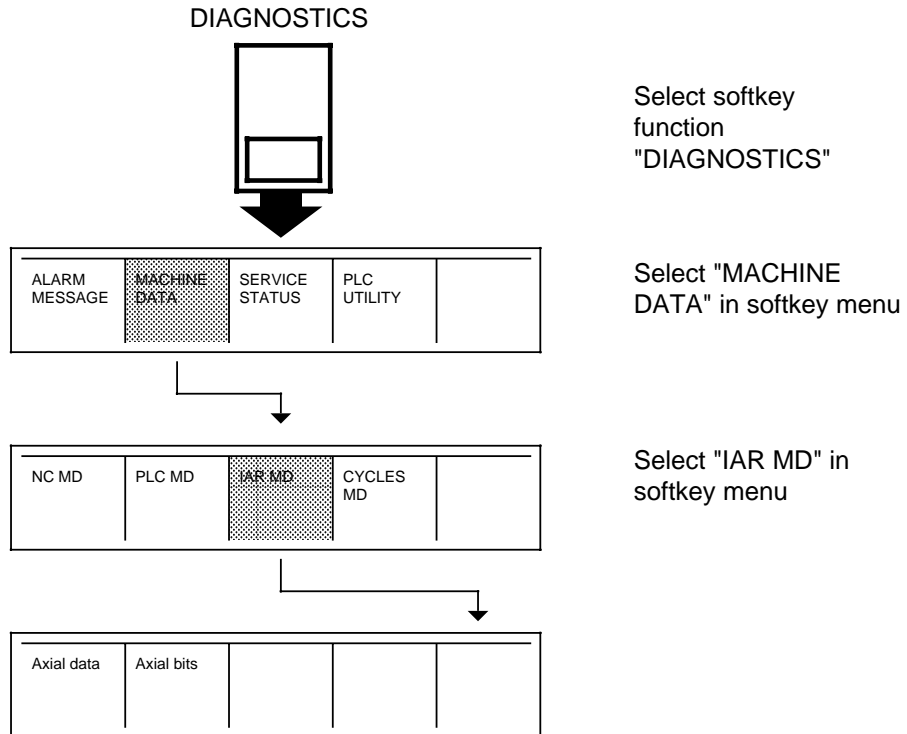 DIAGNOSTICS
Select softkey
function
"DIAGNOSTICS"
ALARM
MESSAGE
MACHINE
DATA
SERVICE
STATUS
PLC
UTILITY
Select "MACHINE
DATA" in softkey menu
NC MD
PLC MD
IAR MD
CYCLES
MD
Select "IAR MD" in
softkey menu
Axial data
Axial bits